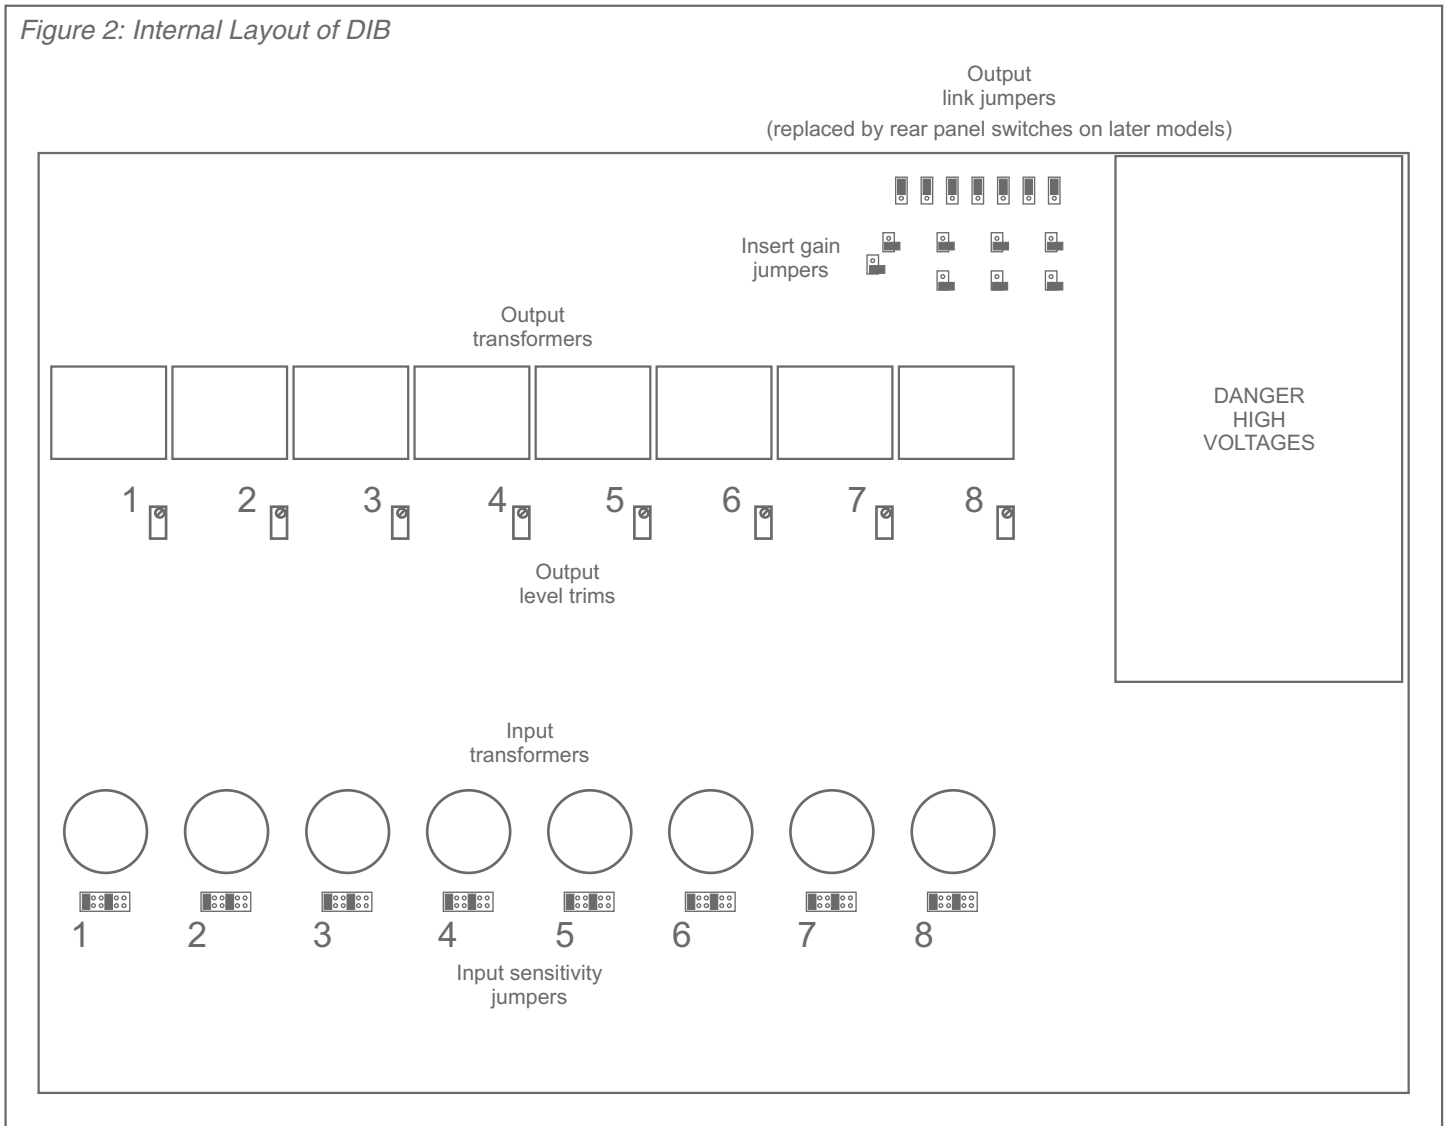 Figure 2: Internal Layout of DIB
Output
link jumpers
(replaced by rear panel switches on later models)
Insert gain
jumpers
Output
transformers
DANGER
HIGH
VOLTAGES
1 2 3 4 5 6 7 8
Output
level trims
Input
transformers
1 2 3 4 5 6 7 8
Input sensitivity
jumpers